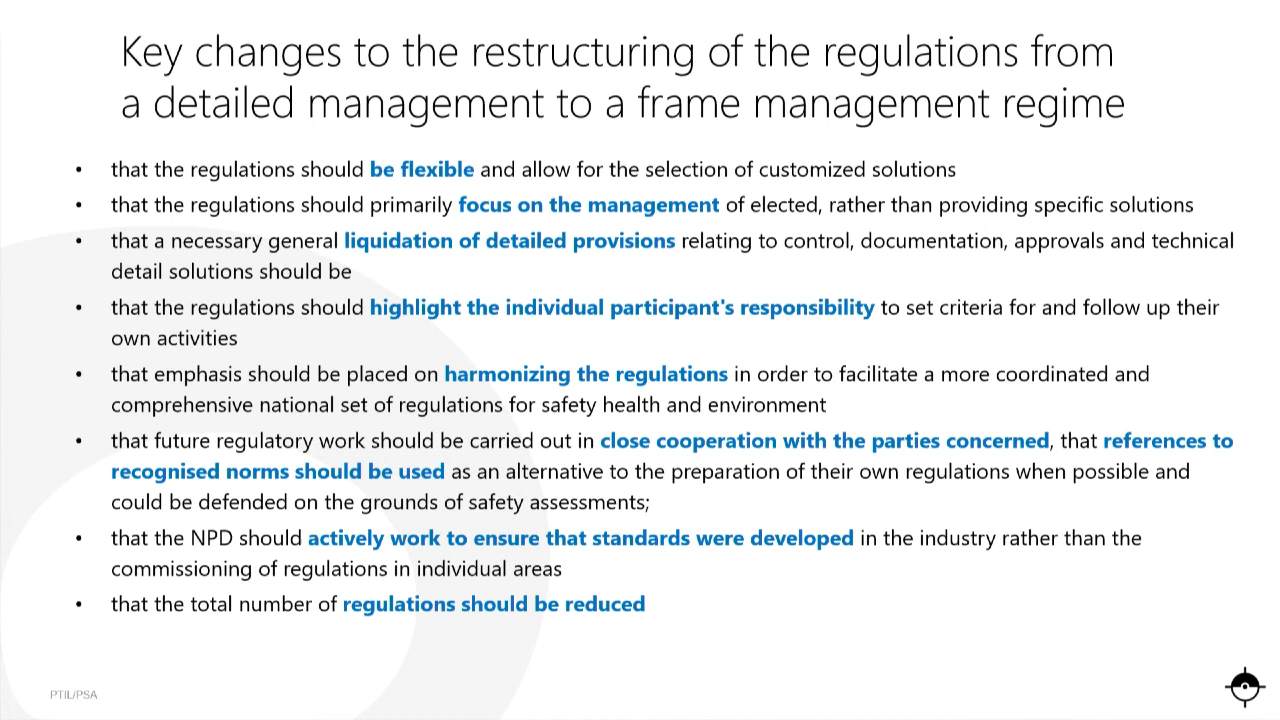 Key changes to the restructuring of the regulations from
a detailed management to a frame management regime
• that the regulations should be flexible and allow for the selection of customized solutions
• that the regulations should primarily focus on the management of elected, rather than providing specific solutions
• that a necessary general liquidation of detailed provisions relating to control, documentation, approvals and technical
detail solutions should be
• that the regulations should highlight the individual participant's responsibility to set criteria for and follow up their
own activities
• that emphasis should be placed on harmonizing the regulations in order to facilitate a more coordinated and
comprehensive national set of regulations for safety health and environment
• that future regulatory work should be carried out in close cooperation with the parties concerned, that references to
recognised norms should be used as an alternative to the preparation of their own regulations when possible and
could be defended on the grounds of safety assessments;
• that the NPD should actively work to ensure that standards were developed in the industry rather than the
commissioning of regulations in individual areas
• that the total number of regulations should be reduced
PTIL/PSA